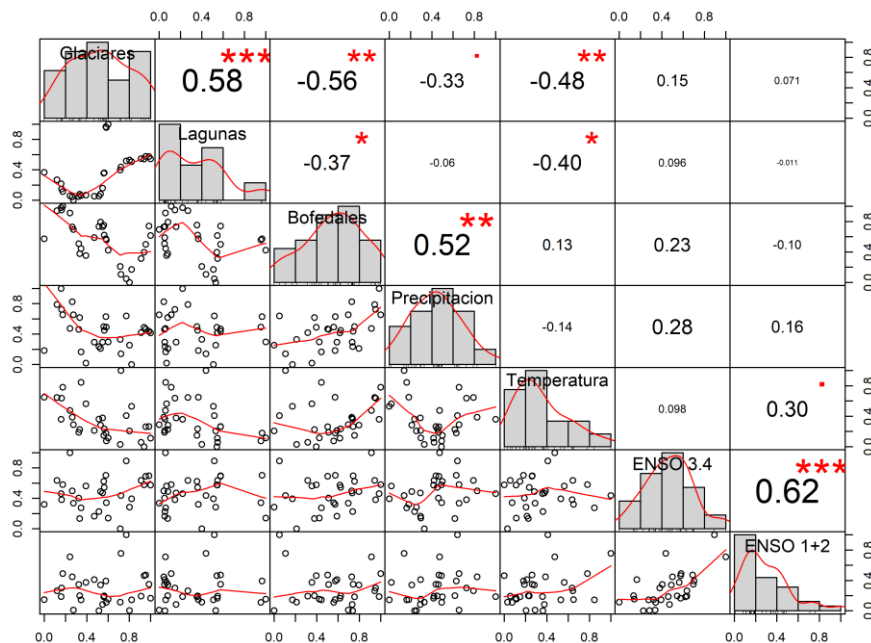 0.0 0.4 0.8 0.0 0.4 0.8 0.0 0.4 0.8
Glaciares 0.58 *** -0.56 ** -0.33 . -0.48 ** 0.15 0.071 0.0 0.4 0.8
0.0 0.4 0.8 Lagunas -0.37 * -0.06 -0.40 * 0.096 -0.011
Bofedales 0.52 ** 0.13 0.23 -0.10 0.0 0.4 0.8
0.0 0.4 0.8 Precipitacion -0.14 0.28 0.16
Temperatura 0.098 0.30 . 0.0 0.4 0.8
0.0 0.4 0.8 ENSO 3.4 0.62 ***
ENSO 1+2 0.0 0.4 0.8
0.0 0.4 0.8 0.0 0.4 0.8 0.0 0.4 0.8 0.0 0.4 0.8